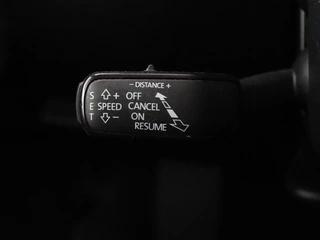 - DISTANCE +
S + OFF
E SPEED CANCEL
T - ON
RESUME